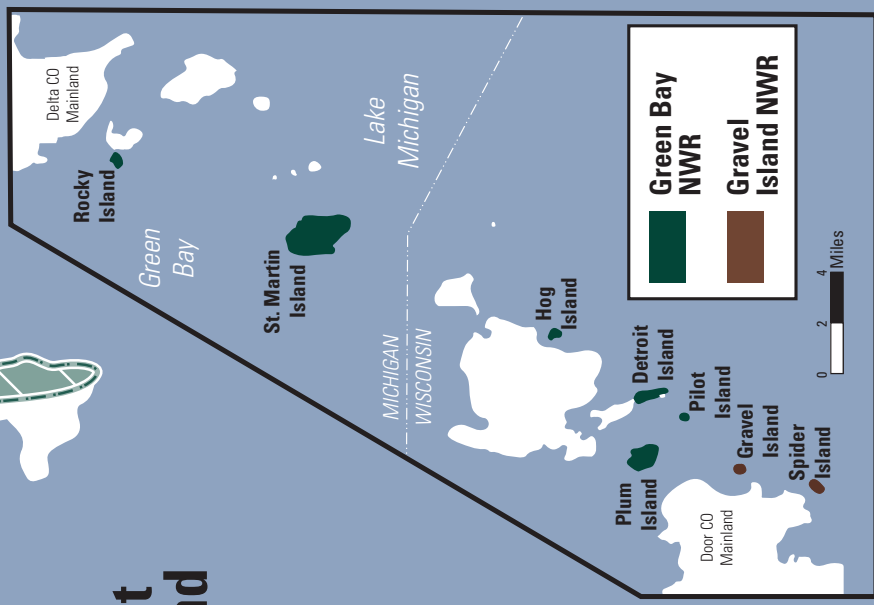 Delta CO
Mainland
Rocky
Island
Green
Bay
Lake
Michigan
St. Martin
Island
MICHIGAN
WISCONSIN
Hog
Island
Detroit
Island
Pilot
Island
Plum
Island
Gravel
Island
Spider
Island
Door CO
Mainland
Green Bay
NWR
Gravel
Island NWR
0 2 4 Miles